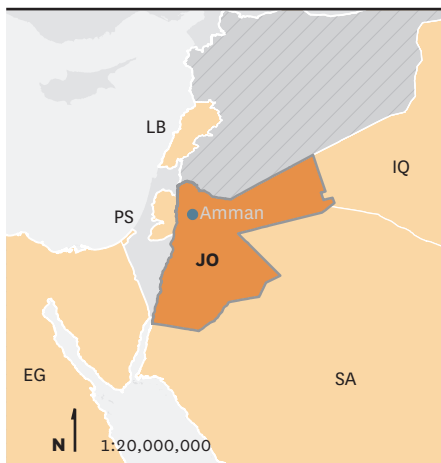 LB
IQ
PS
Amman
JO
EG
SA
N 1:20,000,000